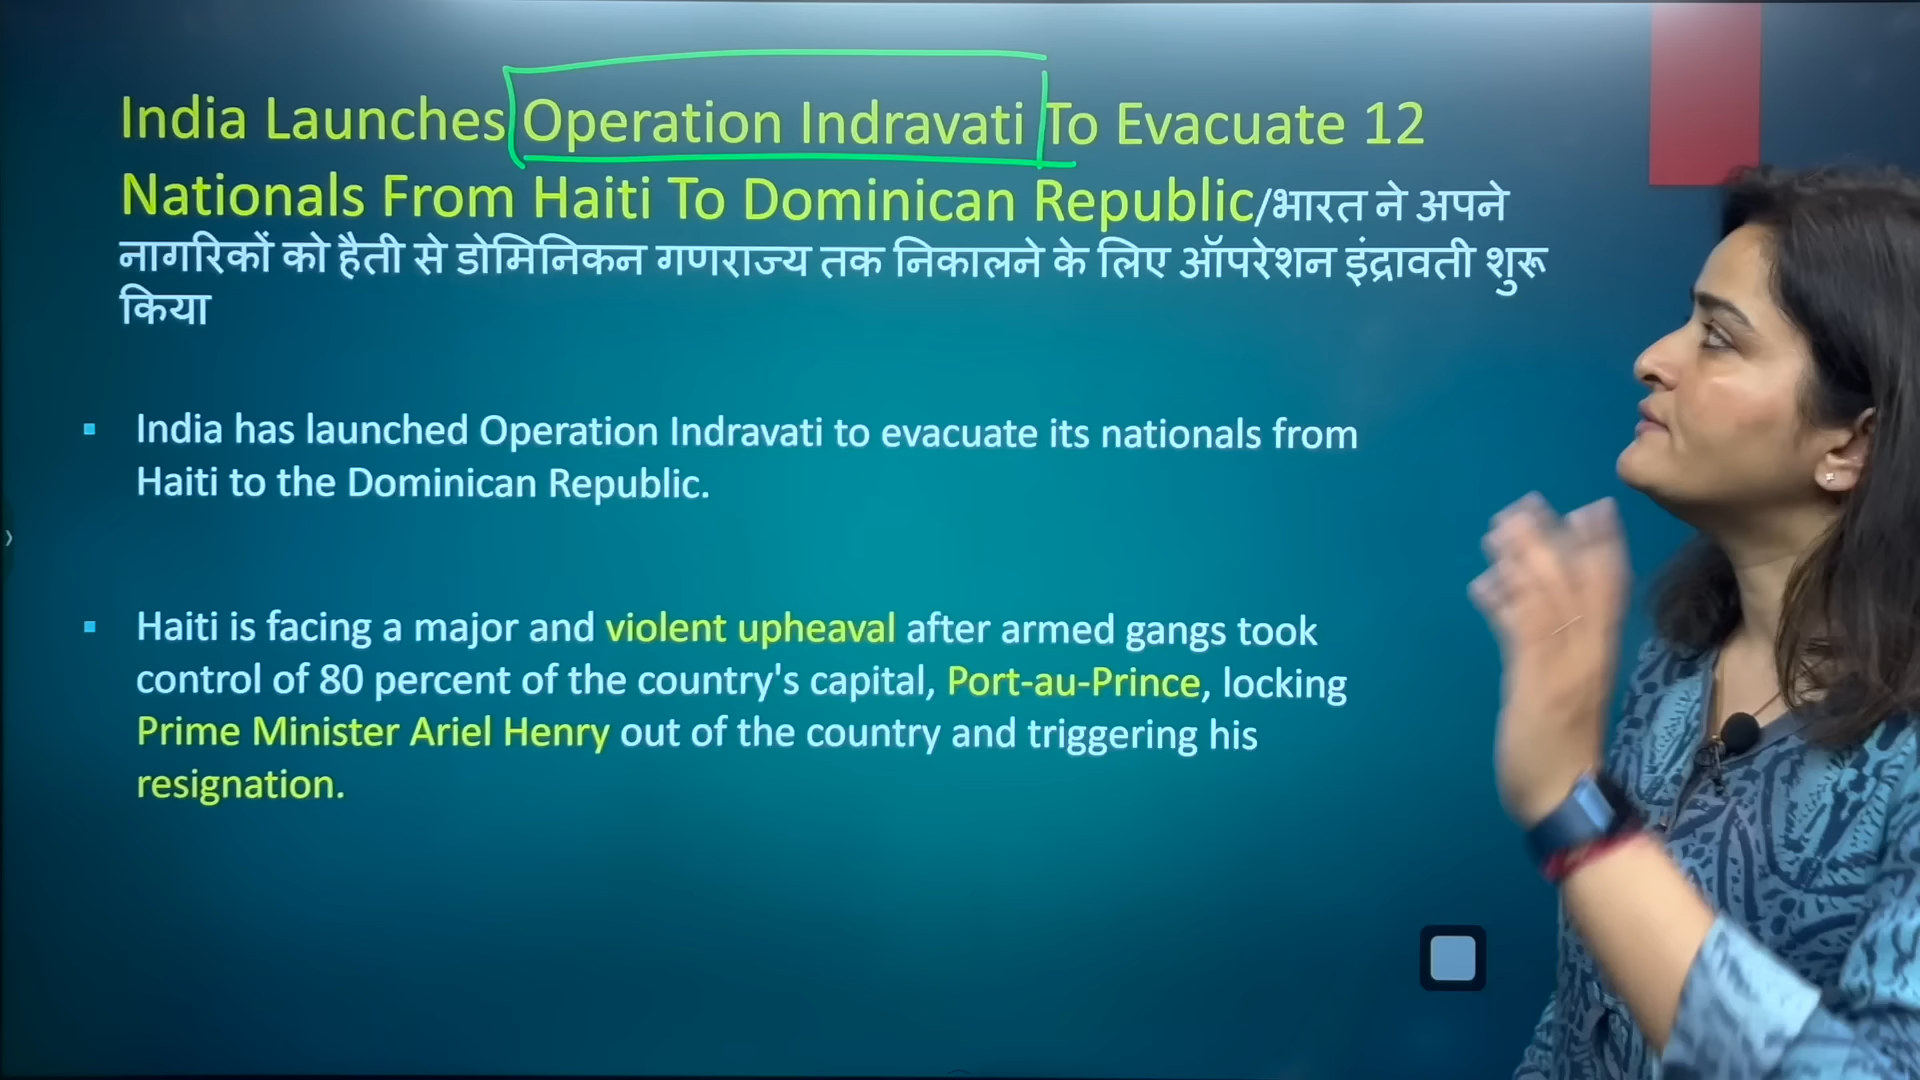 India Launches Operation Indravati To Evacuate 12
Nationals From Haiti To Dominican Republic/भारत ने अपने
नागरिकों को हैती से डोमिनिकन गणराज्य तक निकालने के लिए ऑपरेशन इंद्रावती शुरू
किया
India has launched Operation Indravati to evacuate its nationals from
Haiti to the Dominican Republic.
Haiti is facing a major and violent upheaval after armed gangs took
control of 80 percent of the country's capital, Port-au-Prince, locking
Prime Minister Ariel Henry out of the country and triggering his
resignation.